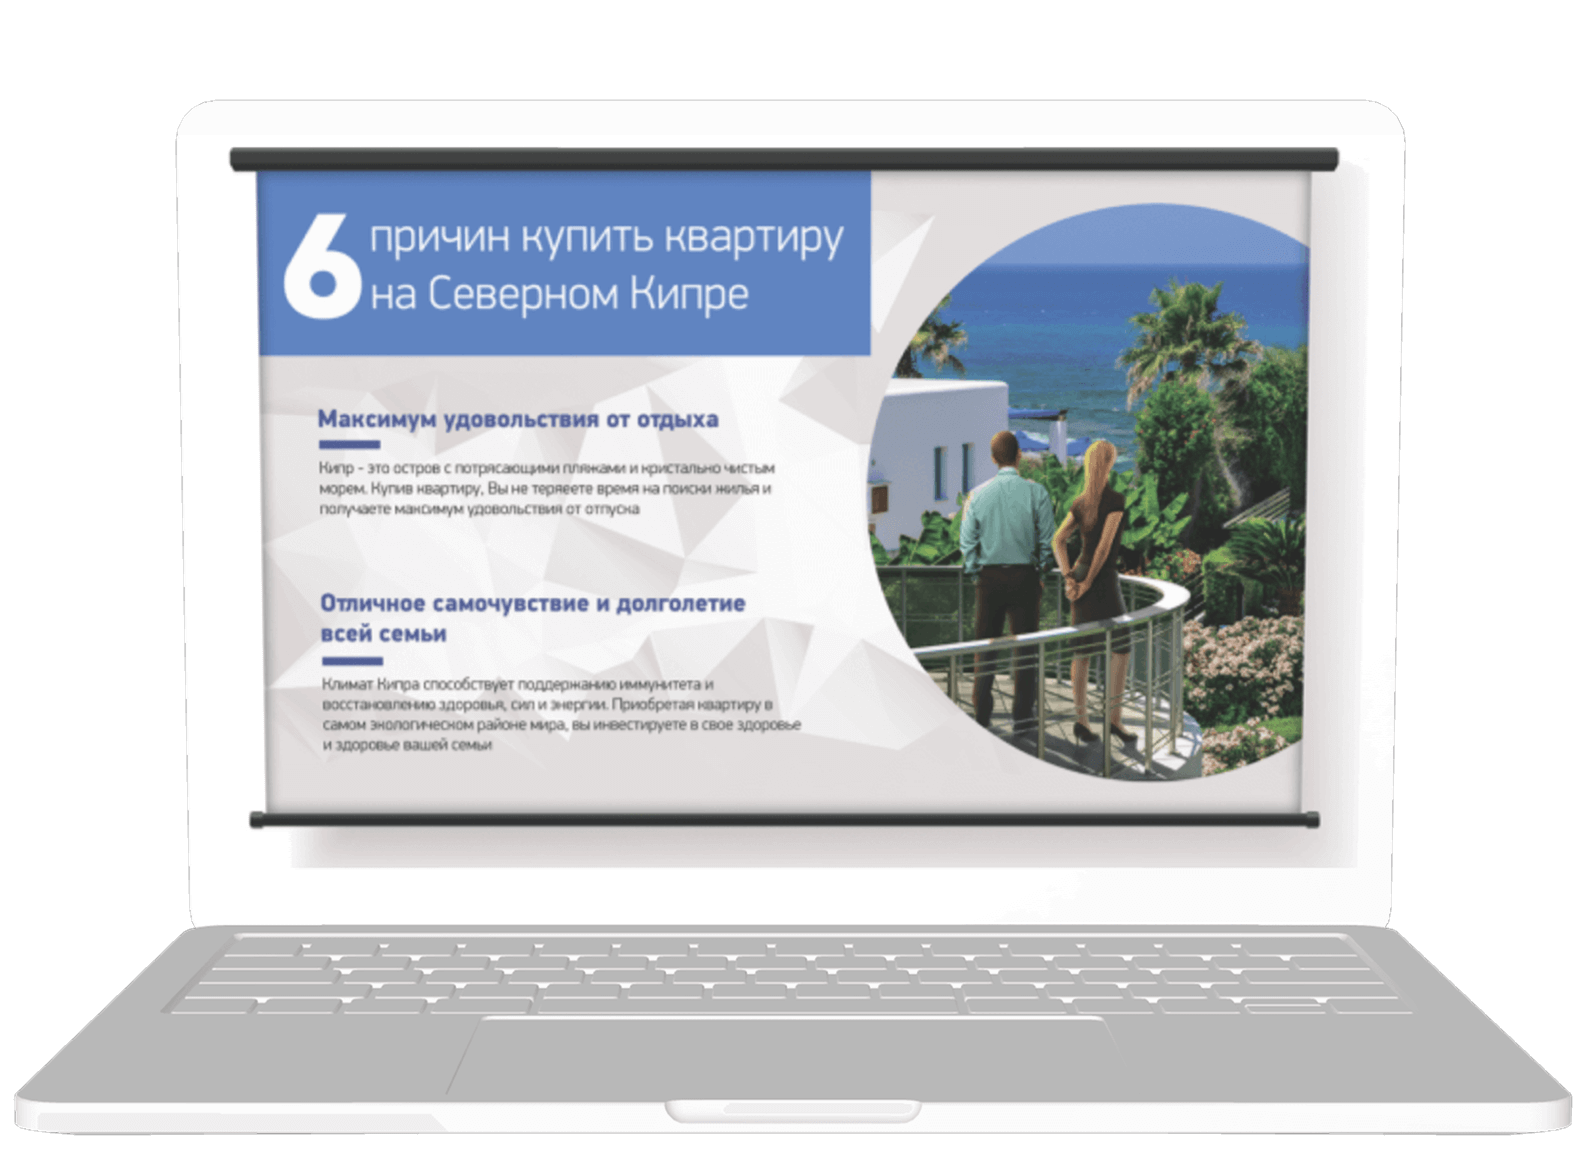 6 причин купить квартиру
на Северном Кипре
Максимум удовольствия от отдыха
Кипр - это остров с потрясающими пляжами и кристально чистым
морем. Купив квартиру, Вы не теряете время на поиски жилья и
получаете максимум удовольствия от отпуска
Отличное самочувствие и долголетие
всей семьи
Климат Кипра способствует поддержанию иммунитета и
восстановлению здоровья, сил и энергии. Приобретая квартиру в
самом экологическом районе мира, вы инвестируете в свое здоровье
и здоровье вашей семьи